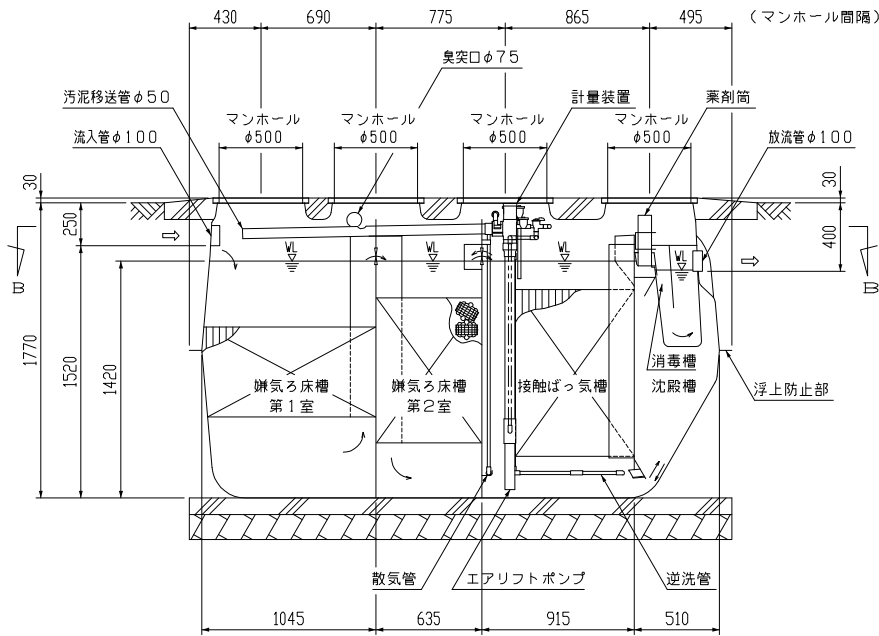 430 690 775 865 495 (マンホール間隔)
臭突口φ75
汚泥移送管φ50
計量装置
薬剤筒
流入管φ100
マンホール
φ500
マンホール
φ500
マンホール
φ500
マンホール
φ500
放流管φ100
30
250
30
400
WL
WL
WL
WL
B
B
1770
1520
1420
嫌気ろ床槽
第1室
嫌気ろ床槽
第2室
接触ばっ気槽
消毒槽
沈殿槽
浮上防止部
散気管
エアリフトポンプ
逆洗管
1045 635 915 510